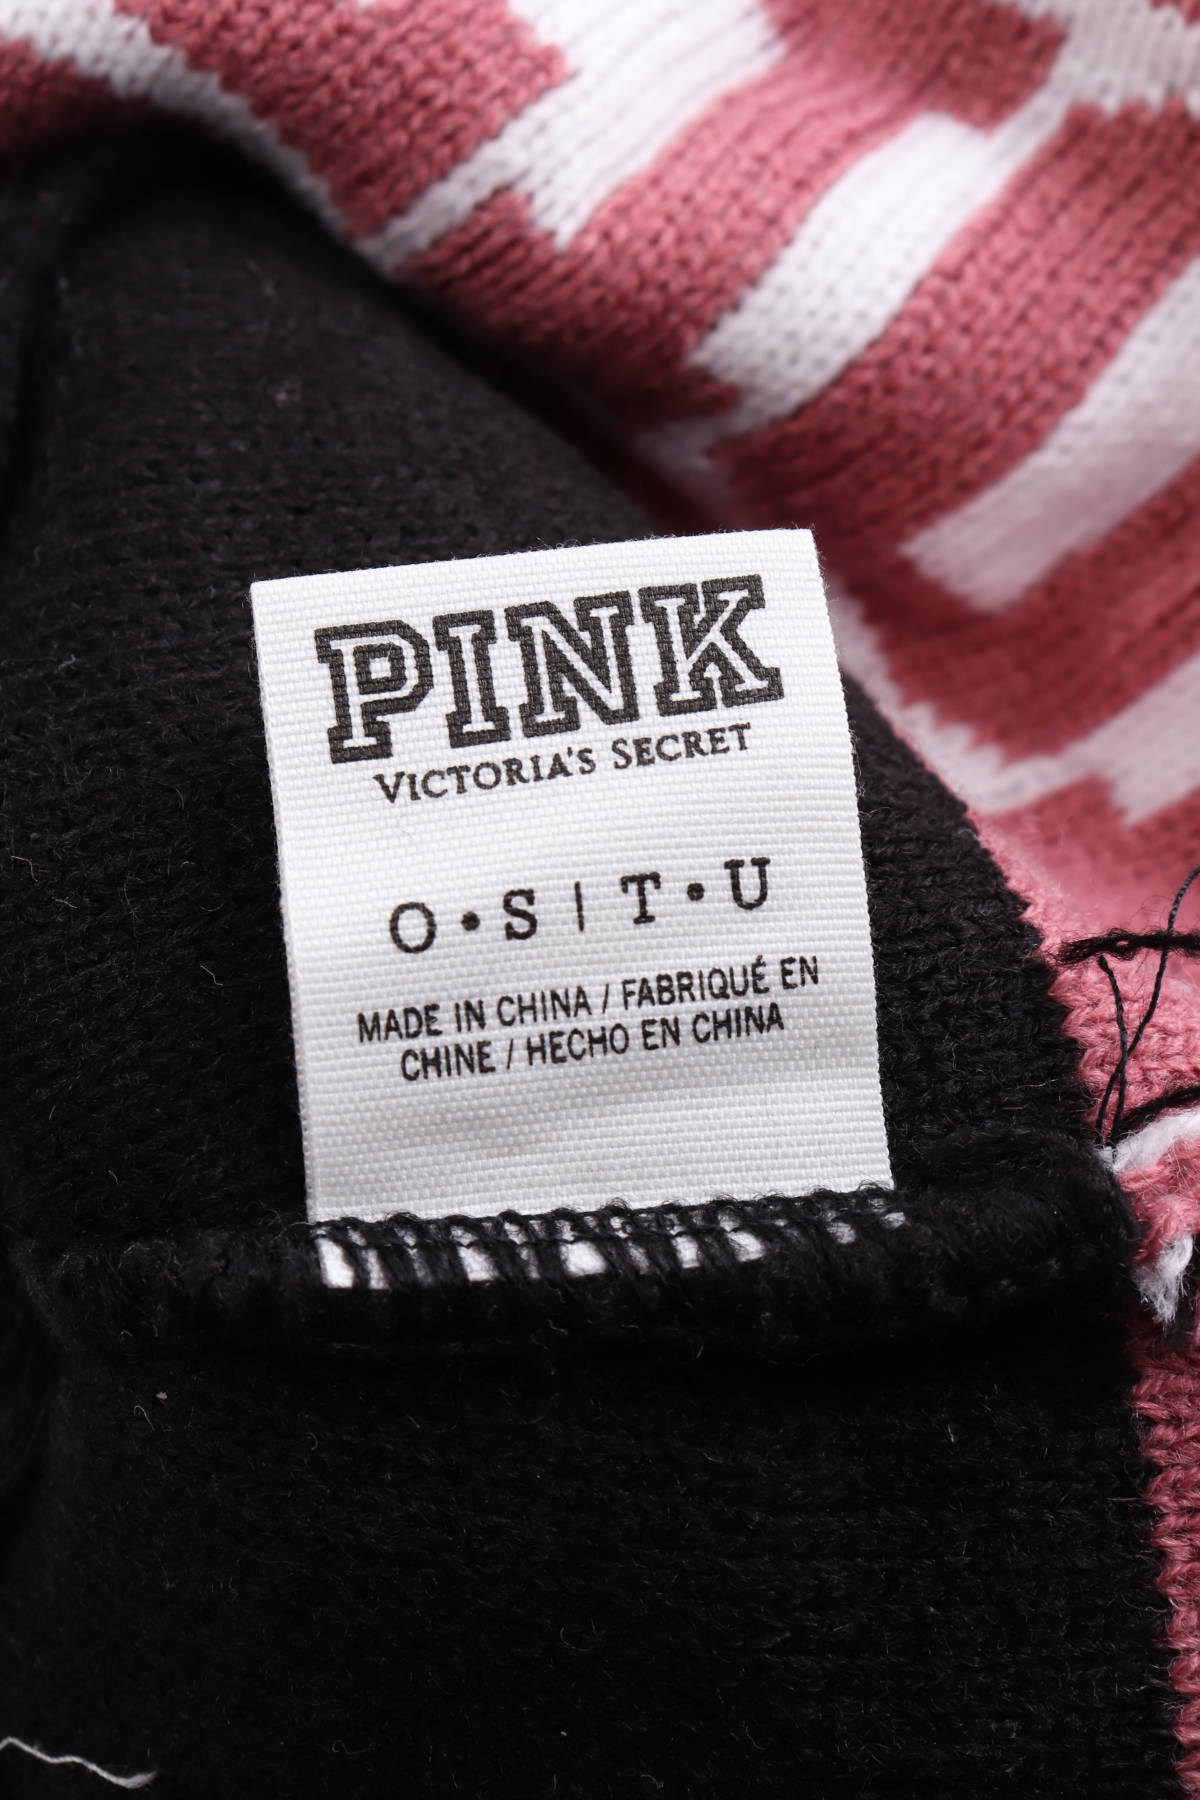 PINK
VICTORIA'S SECRET
O • S | T • U
MADE IN CHINA / FABRIQUÉ EN
CHINE / HECHO EN CHINA